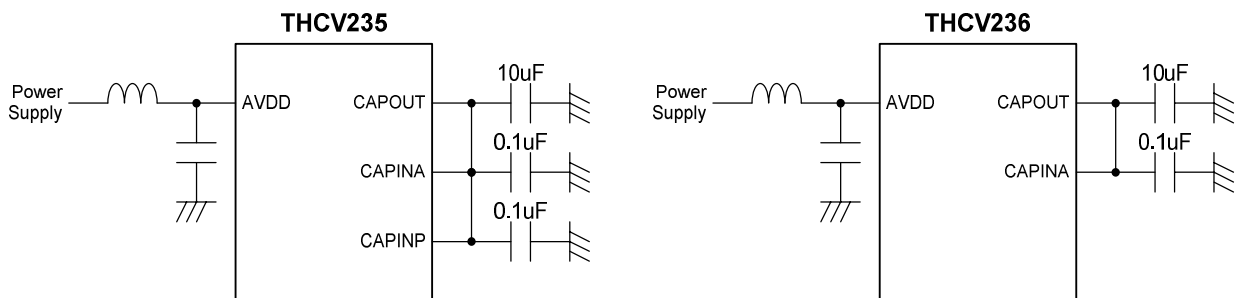 THCV235
Power
Supply
AVDD
CAPOUT
10uF
CAPINA
0.1uF
CAPINP
0.1uF
THCV236
Power
Supply
AVDD
CAPOUT
10uF
CAPINA
0.1uF